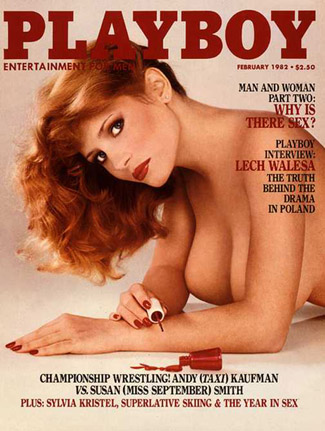 PLAYBOY
ENTERTAINMENT FOR MEN
FEBRUARY 1982 • $2.50
MAN AND WOMAN
PART TWO:
WHY IS
THERE SEX?
PLAYBOY
INTERVIEW:
LECH WALESA
THE TRUTH
BEHIND THE
DRAMA
IN POLAND
CHAMPIONSHIP WRESTLING! ANDY (TAXI) KAUFMAN
VS. SUSAN (MISS SEPTEMBER) SMITH
PLUS: SYLVIA KRISTEL, SUPERLATIVE SKIING & THE YEAR IN SEX